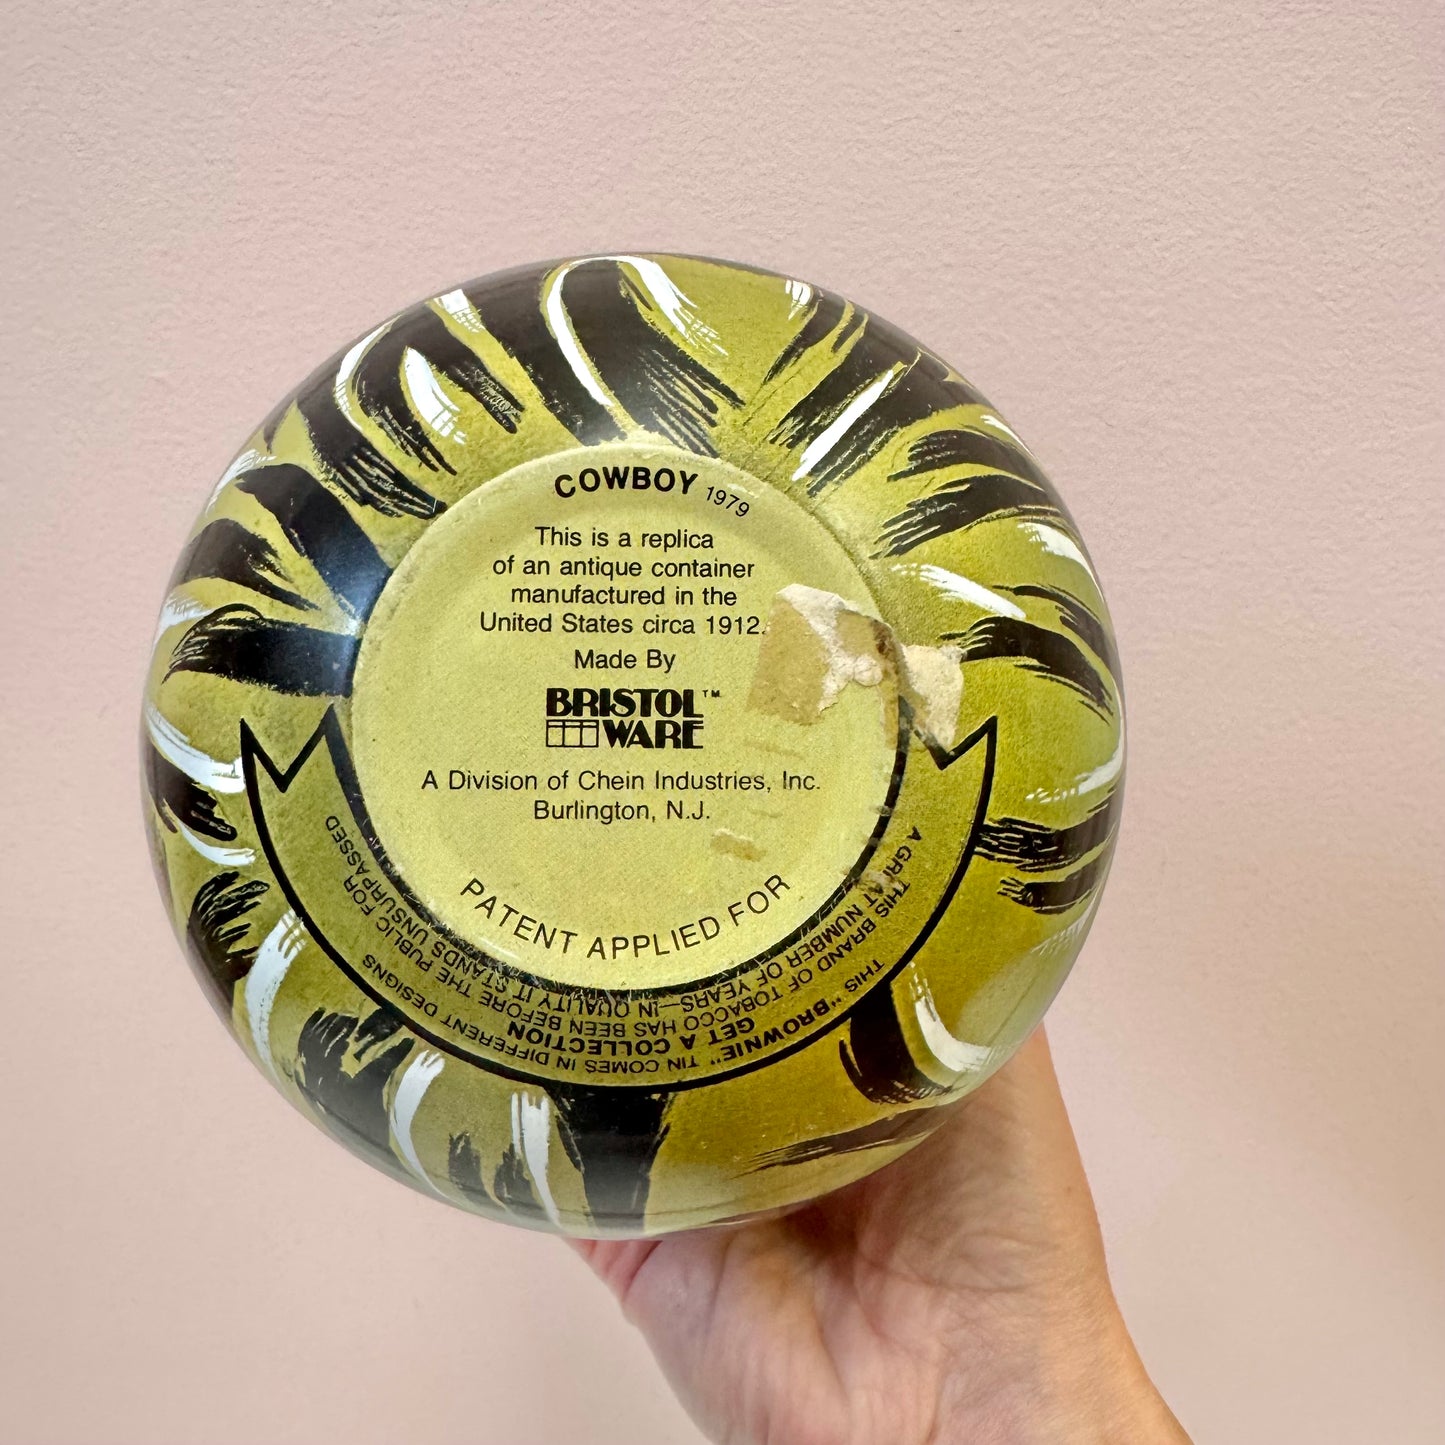 COWBOY 1979
This is a replica
of an antique container
manufactured in the
United States circa 1912.
Made By
BRISTOL™
WARE
A Division of Chein Industries, Inc.
Burlington, N.J.
PATENT APPLIED FOR
THIS "BROWNIE" TIN COMES IN DIFFERENT DESIGNS
GET A COLLECTION
THIS BRAND OF TOBACCO HAS BEEN BEFORE THE PUBLIC FOR
A GREAT NUMBER OF YEARS—IN QUALITY IT STANDS UNSURPASSED